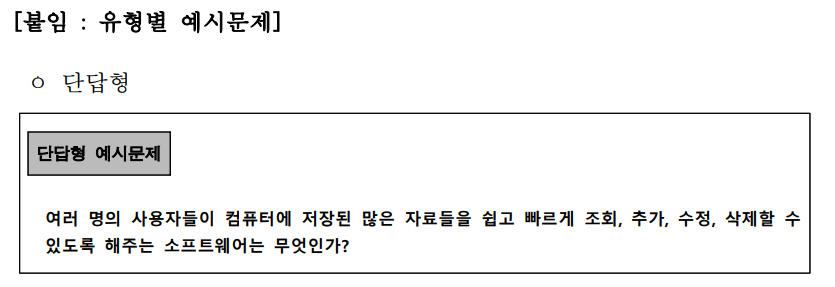 [붙임 : 유형별 예시문제]
ㅇ 단답형
단답형 예시문제
여러 명의 사용자들이 컴퓨터에 저장된 많은 자료들을 쉽고 빠르게 조회, 추가, 수정, 삭제할 수
있도록 해주는 소프트웨어는 무엇인가?